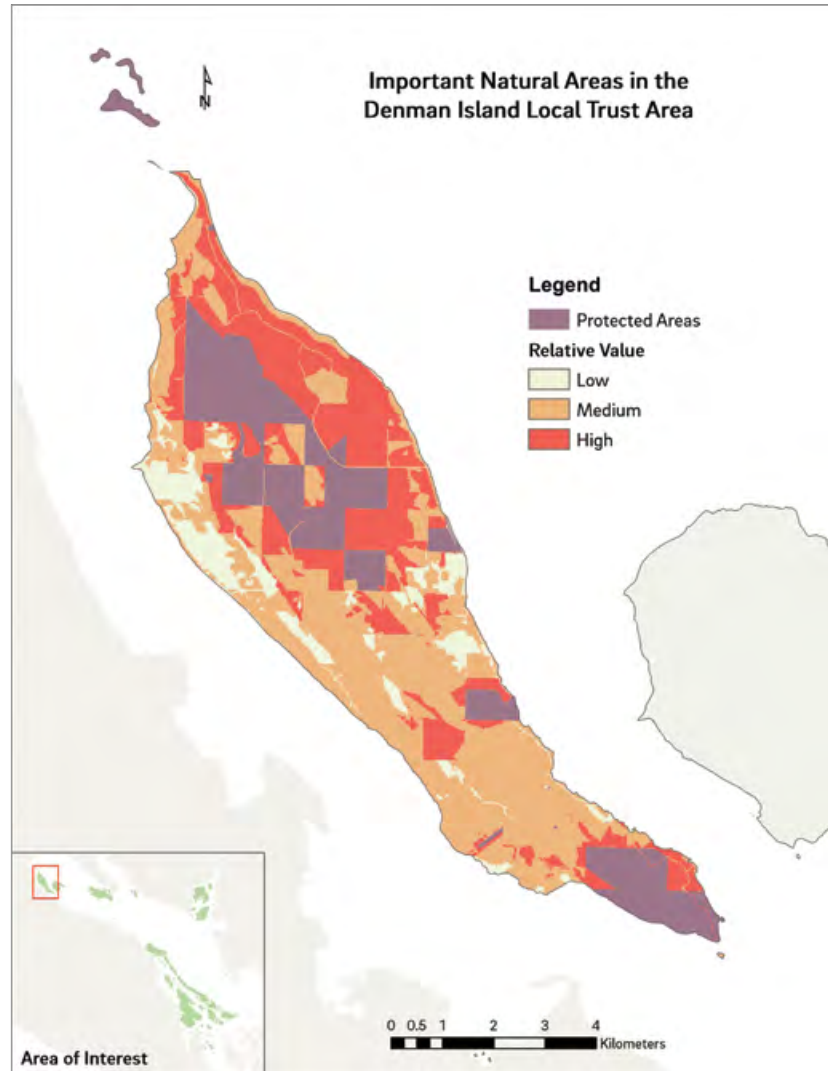 Important Natural Areas in the
Denman Island Local Trust Area
N
Legend
Protected Areas
Relative Value
Low
Medium
High
Area of Interest
0 0.5 1 2 3 4
Kilometers